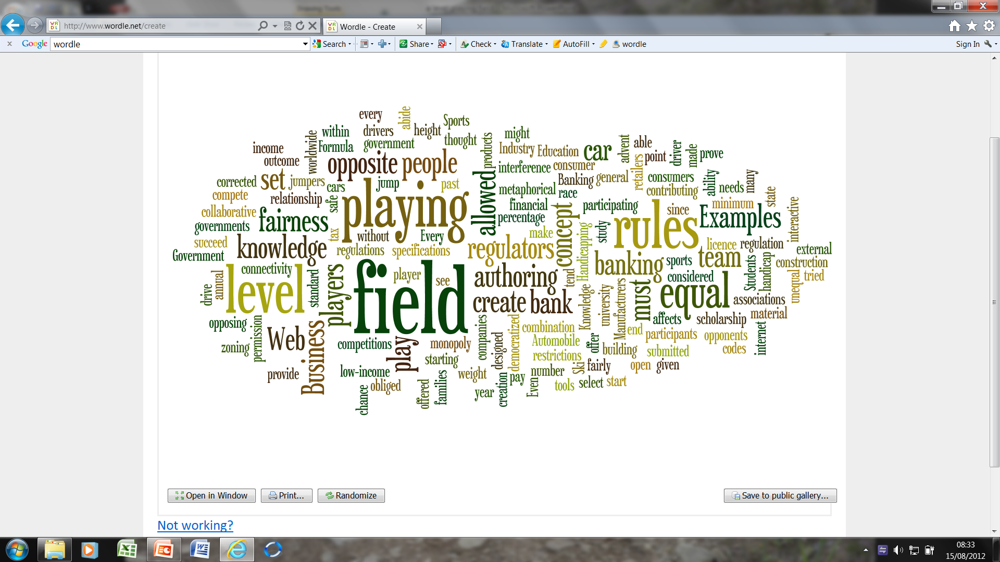 http://www.wordle.net/create
Wordle - Create
x Google wordle Search Share Check Translate AutoFill wordle Sign In
every
abide
Sports
within
drivers
height
might
Formula
government
thought
products
income
worldwide
Industry
Education
car
advent
able
driver
made
prove
outcome
opposite
people
point
interference
consumer
retailers
set
corrected
jumpers
cars
jump
past
allowed
Banking
general
consumers
ability
needs
many
compete
relationship
safe
playing
metaphorical
race
contributing
state
financial
participating
minimum
collaborative
fairness
percentage
concept
rules
since
Examples
interactive
governments
tax
without
Every
make
Handicapping
study
succeed
knowledge
regulations
specifications
regulators
licence
regulation
external
Government
banking
sports
team
construction
connectivity
player
see
authoring
tend
considered
Students
handicap
unequal
tried
level
standard
players
field
drive
annual
create
bank
Knowledge
university
Manufacturers
must
equal
associations
material
opposing
permission
Web
Business
companies
designed
democratized
combination
affects
scholarship
end
participants
opponents
internet
zoning
competitions
play
monopoly
Automobile
offer
building
submitted
codes
restrictions
starting
low-income
provide
weight
number
Ski
fairly
open
given
pay
obliged
offered
families
year
creation
Even
tools
select
start
chance
Open in Window Print... Randomize Save to public gallery...
Not working?
08:33
15/08/2012